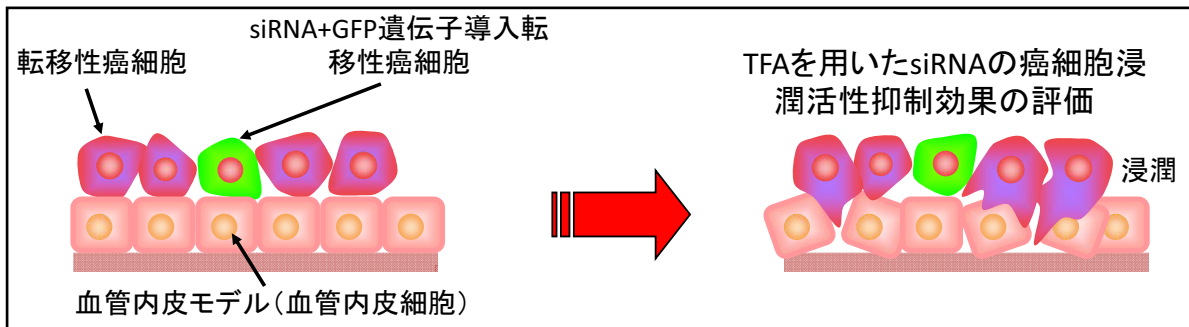 siRNA+GFP遺伝子導入転
移性癌細胞
転移性癌細胞
血管内皮モデル(血管内皮細胞)
TFAを用いたsiRNAの癌細胞浸
潤活性抑制効果の評価
浸潤